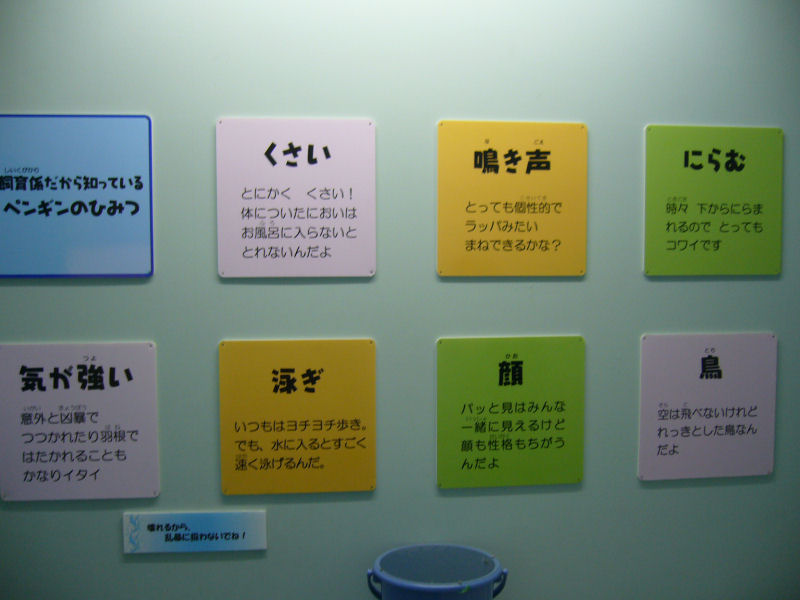 飼育係だから知っている
ペンギンのひみつ
くさい
とにかく くさい！
体についたにおいは
お風呂に入らないと
とれないんだよ
鳴き声
とっても個性的で
ラッパみたい
まねできるかな？
にらむ
時々 下からにらま
れるので とっても
コワイです
気が強い
意外と凶暴で
つつかれたり羽根で
はたかれることも
かなりイタイ
泳ぎ
いつもはヨチヨチ歩き。
でも、水に入るとすごく
速く泳げるんだ。
顔
パッと見はみんな
一緒に見えるけど
顔も性格もちがう
んだよ
鳥
空は飛べないけれど
れっきとした鳥なん
だよ
壊れるから、
乱暴に扱わないでね！